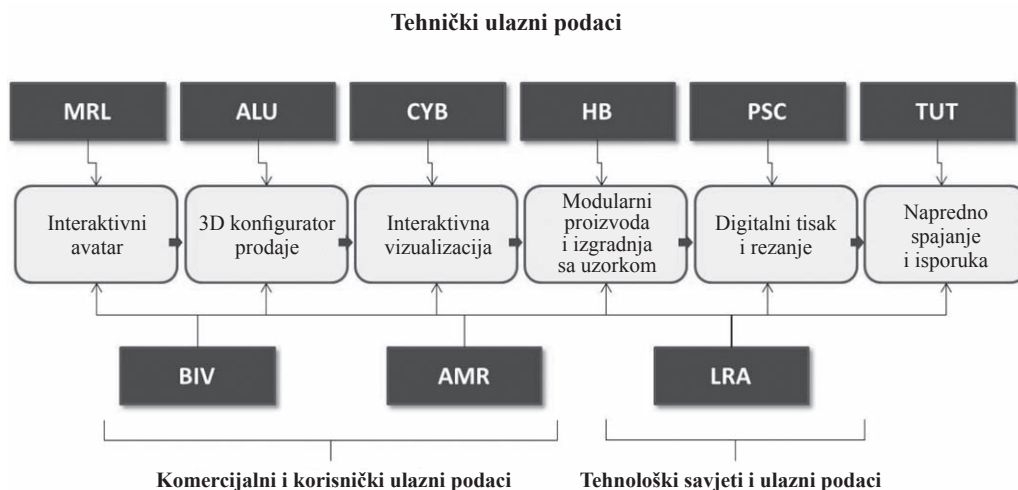 Tehnički ulazni podaci
MRL
ALU
CYB
HB
PSC
TUT
Interaktivni
avatar
3D konfigurator
prodaje
Interaktivna
vizualizacija
Modularni
proizvoda
i izgradnja
sa uzorkom
Digitalni tisak
i rezanje
Napredno
spajanje
i isporuka
BIV
AMR
LRA
Komercijalni i korisnički ulazni podaci
Tehnološki savjeti i ulazni podaci